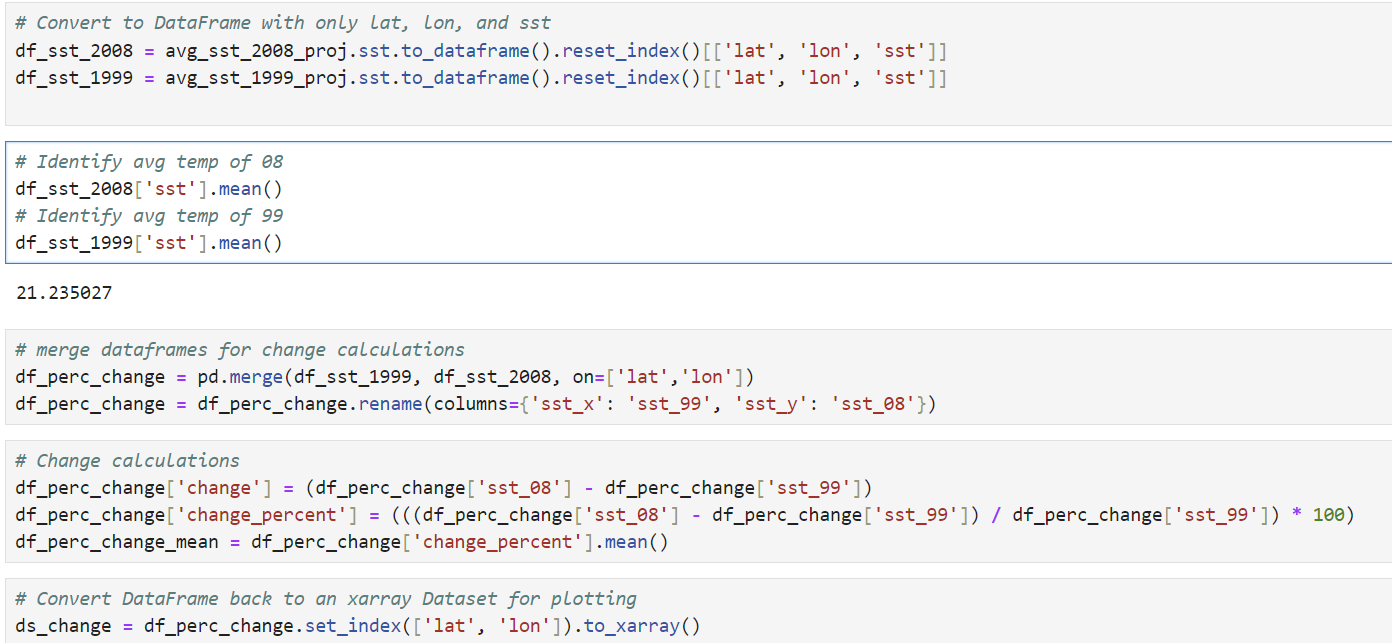 # Convert to DataFrame with only lat, lon, and sst
df_sst_2008 = avg_sst_2008_proj.sst.to_dataframe().reset_index()[['lat', 'lon', 'sst']]
df_sst_1999 = avg_sst_1999_proj.sst.to_dataframe().reset_index()[['lat', 'lon', 'sst']]
# Identify avg temp of 08
df_sst_2008['sst'].mean()
# Identify avg temp of 99
df_sst_1999['sst'].mean()
21.235027
# merge dataframes for change calculations
df_perc_change = pd.merge(df_sst_1999, df_sst_2008, on=['lat','lon'])
df_perc_change = df_perc_change.rename(columns={'sst_x': 'sst_99', 'sst_y': 'sst_08'})
# Change calculations
df_perc_change['change'] = (df_perc_change['sst_08'] - df_perc_change['sst_99'])
df_perc_change['change_percent'] = (((df_perc_change['sst_08'] - df_perc_change['sst_99']) / df_perc_change['sst_99']) * 100)
df_perc_change_mean = df_perc_change['change_percent'].mean()
# Convert DataFrame back to an xarray Dataset for plotting
ds_change = df_perc_change.set_index(['lat', 'lon']).to_xarray()